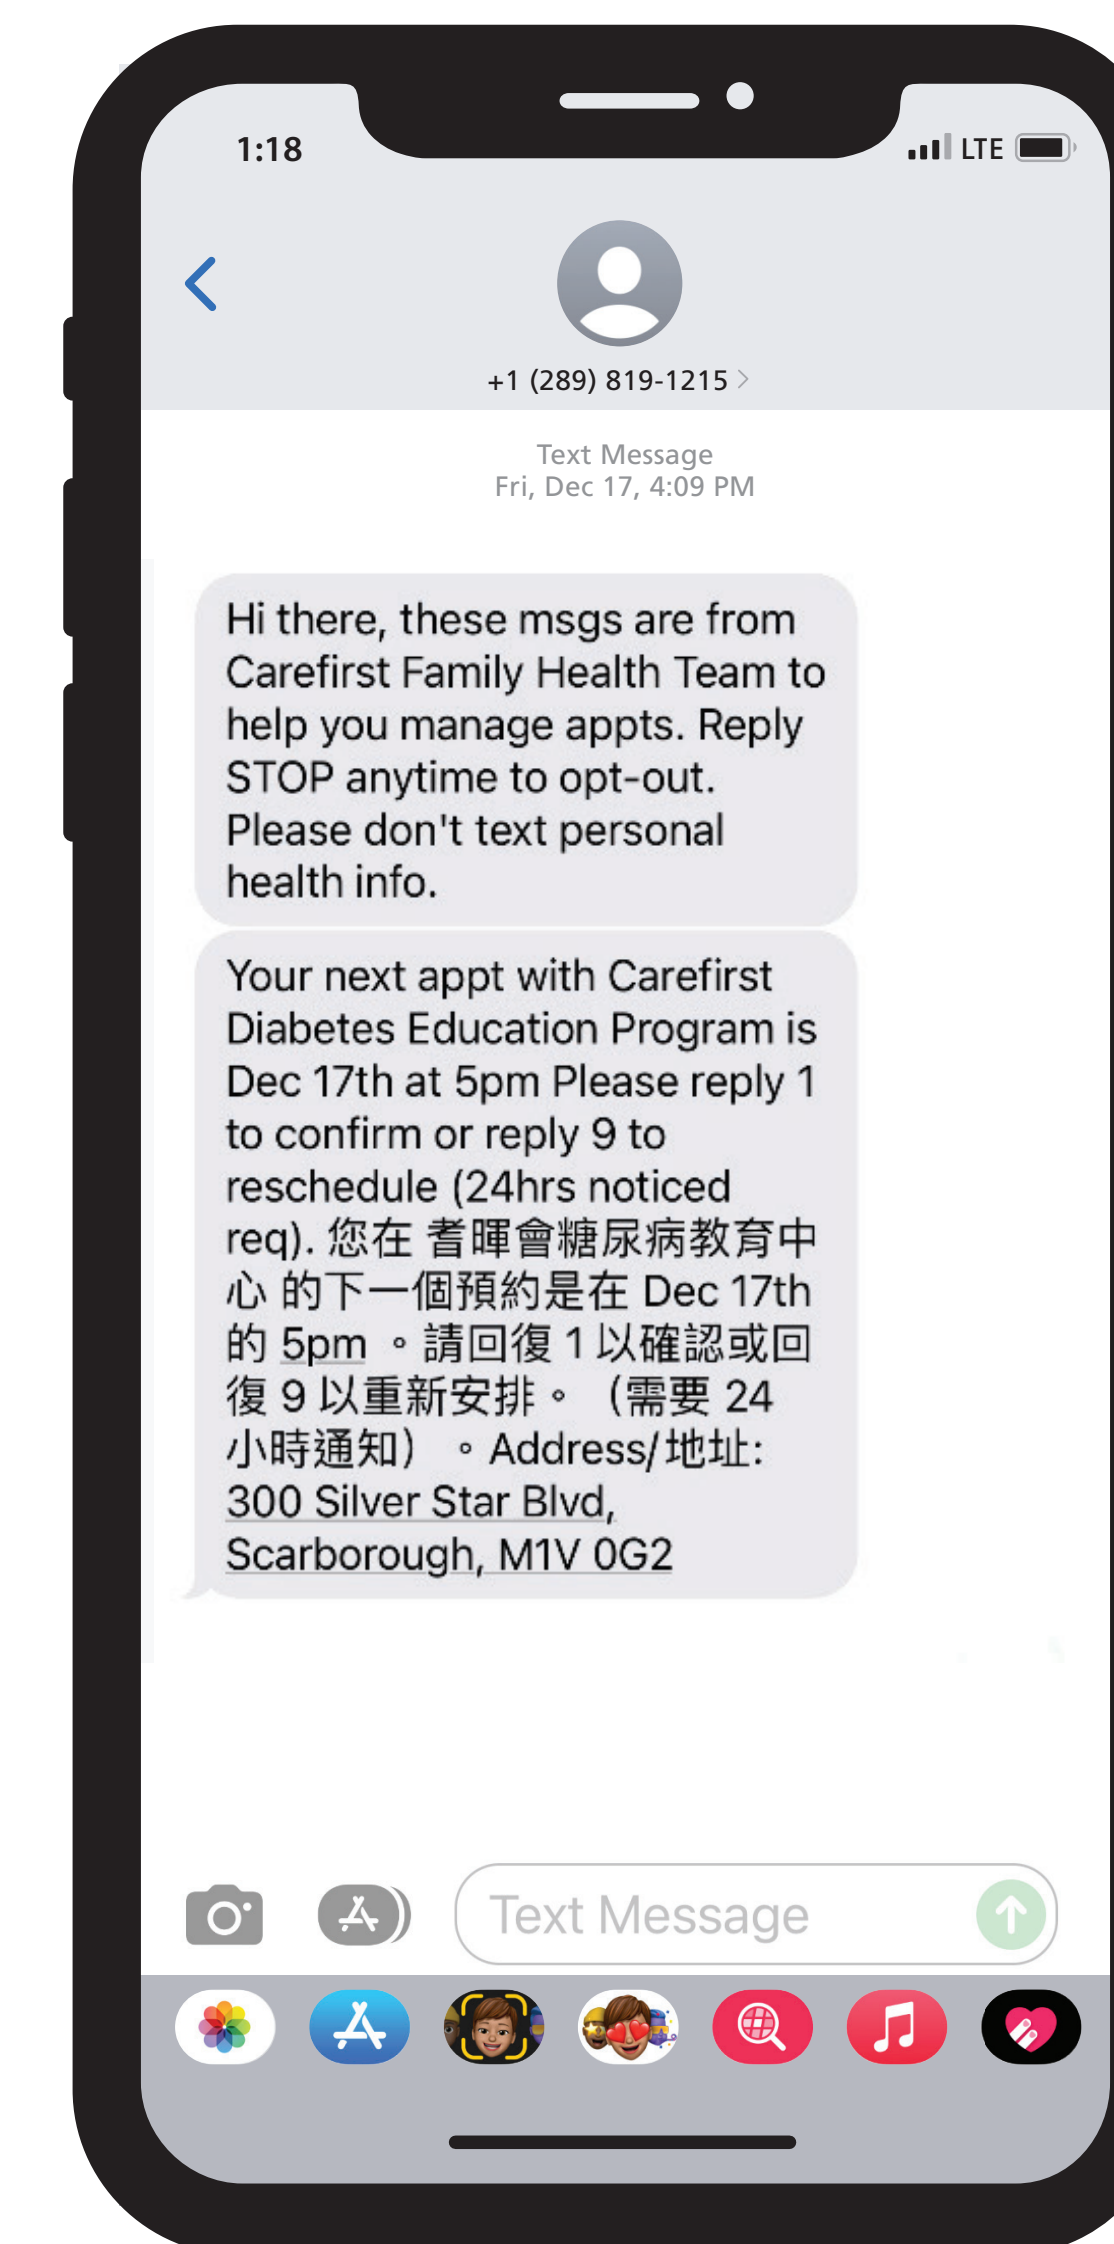 1:18
LTE
+1 (289) 819-1215
Text Message
Fri, Dec 17, 4:09 PM
Hi there, these msgs are from
Carefirst Family Health Team to
help you manage appts. Reply
STOP anytime to opt-out.
Please don't text personal
health info.
Your next appt with Carefirst
Diabetes Education Program is
Dec 17th at 5pm Please reply 1
to confirm or reply 9 to
reschedule (24hrs noticed
req). 您在 耆暉會糖尿病教育中
心 的下一個預約是在 Dec 17th
的 5pm 。請回復 1 以確認或回
復 9 以重新安排。 （需要 24
小時通知） 。Address/地址:
300 Silver Star Blvd,
Scarborough, M1V 0G2
Text Message